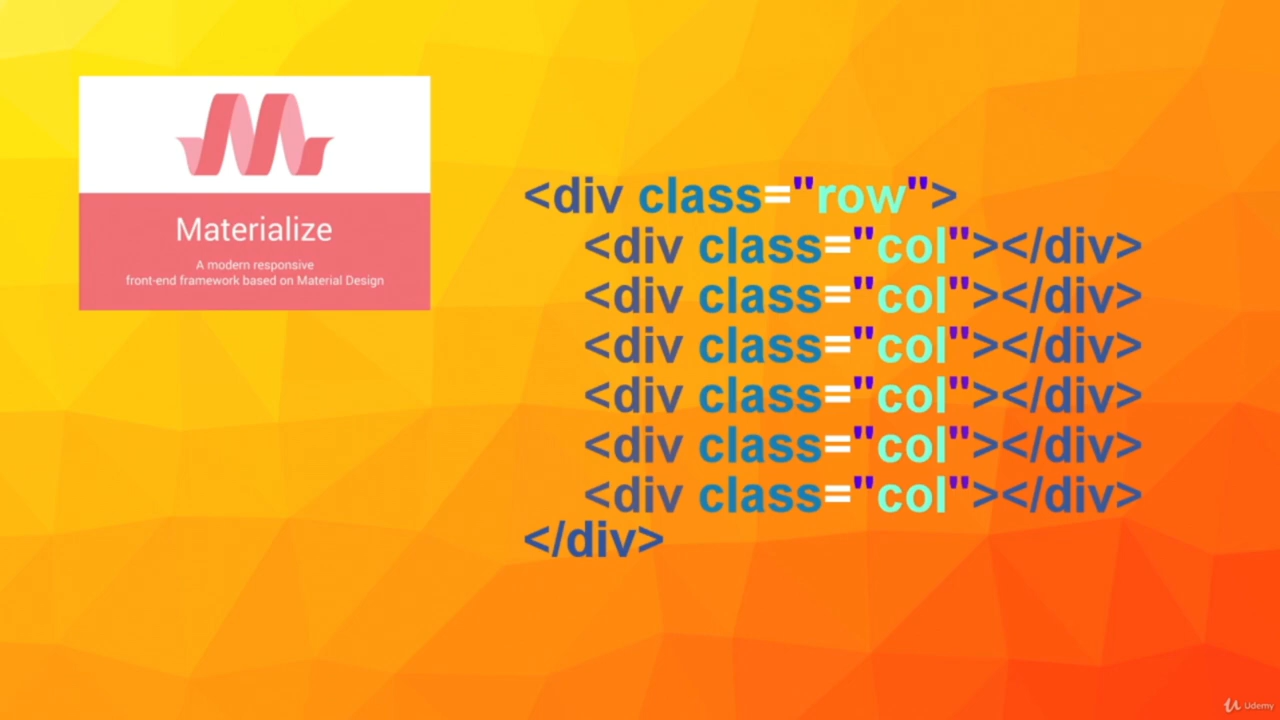 Materialize
A modern responsive
front-end framework based on Material Design
<div class="row">
<div class="col"></div>
<div class="col"></div>
<div class="col"></div>
<div class="col"></div>
<div class="col"></div>
<div class="col"></div>
</div>
Udemy